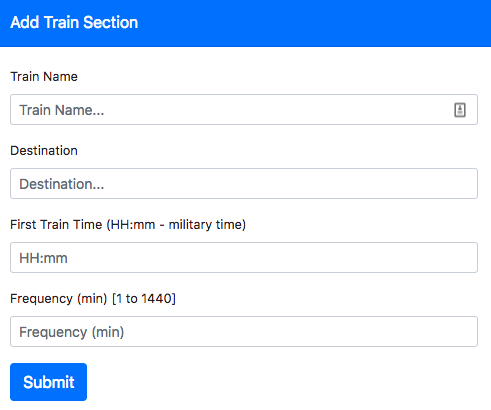 Add Train Section
Train Name
Train Name...
Destination
Destination...
First Train Time (HH:mm - military time)
HH:mm
Frequency (min) [1 to 1440]
Frequency (min)
Submit